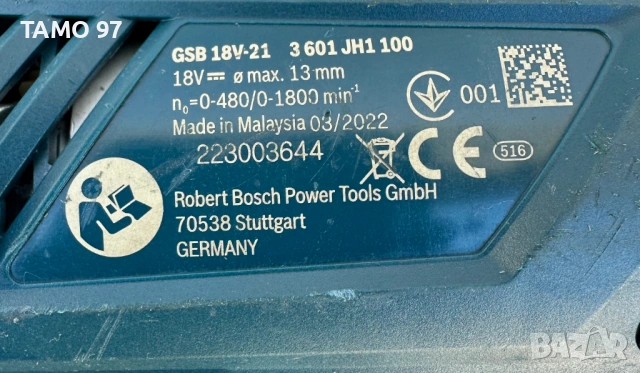 TAMO 97
GSB 18V-21 3 601 JH1 100
18V⎓ ø max. 13 mm
n₀=0-480/0-1800 min⁻¹
001
Made in Malaysia 03/2022
223003644
CE
516
Robert Bosch Power Tools GmbH
70538 Stuttgart
GERMANY
BAZAR